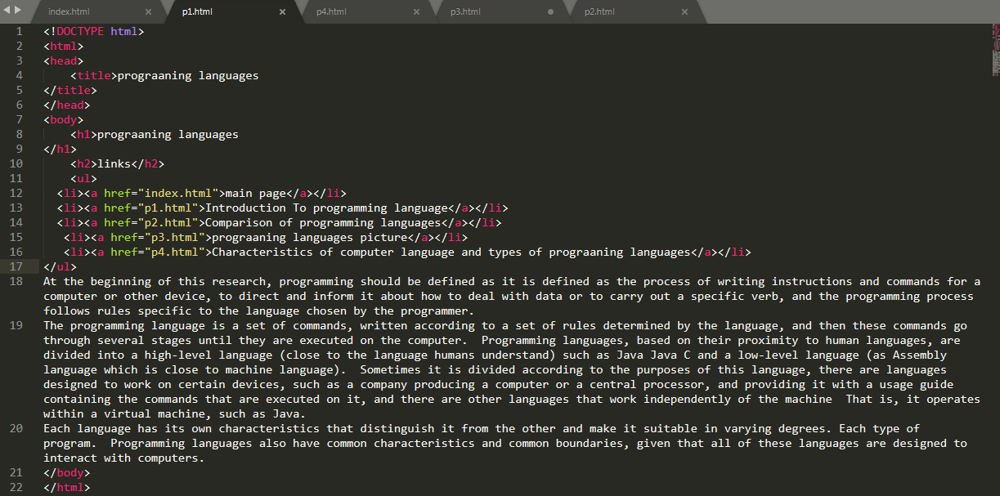 index.html × p1.html × p4.html × p3.html p2.html ×
1 <!DOCTYPE html>
2 <html>
3 <head>
4 <title>prograaning languages
5 </title>
6 </head>
7 <body>
8 <h1>prograaning languages
9 </h1>
10 <h2>links</h2>
11 <ul>
12 <li><a href="index.html">main page</a></li>
13 <li><a href="p1.html">Introduction To programming language</a></li>
14 <li><a href="p2.html">Comparison of programming languages</a></li>
15 <li><a href="p3.html">prograaning languages picture</a></li>
16 <li><a href="p4.html">Characteristics of computer language and types of prograaning languages</a></li>
17 </ul>
18 At the beginning of this research, programming should be defined as it is defined as the process of writing instructions and commands for a
computer or other device, to direct and inform it about how to deal with data or to carry out a specific verb, and the programming process
follows rules specific to the language chosen by the programmer.
19 The programming language is a set of commands, written according to a set of rules determined by the language, and then these commands go
through several stages until they are executed on the computer.  Programming languages, based on their proximity to human languages, are
divided into a high-level language (close to the language humans understand) such as Java Java C and a low-level language (as Assembly
language which is close to machine language).  Sometimes it is divided according to the purposes of this language, there are languages
designed to work on certain devices, such as a company producing a computer or a central processor, and providing it with a usage guide
containing the commands that are executed on it, and there are other languages that work independently of the machine  That is, it operates
within a virtual machine, such as Java.
20 Each language has its own characteristics that distinguish it from the other and make it suitable in varying degrees. Each type of
program.  Programming languages also have common characteristics and common boundaries, given that all of these languages are designed to
interact with computers.
21 </body>
22 </html>